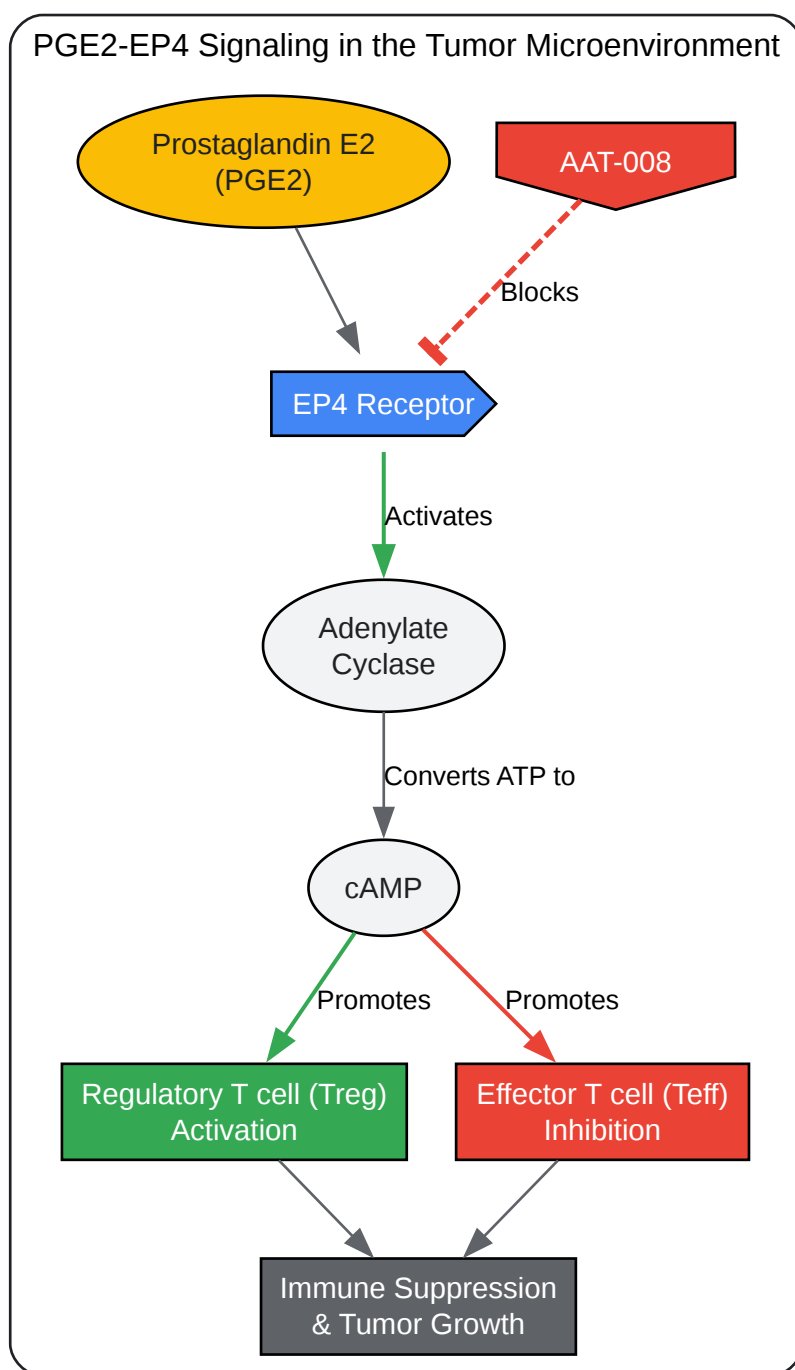 PGE2-EP4 Signaling in the Tumor Microenvironment
Prostaglandin E2
(PGE2)
AAT-008
Blocks
EP4 Receptor
Activates
Adenylate
Cyclase
Converts ATP to
cAMP
Promotes
Promotes
Regulatory T cell (Treg)
Activation
Effector T cell (Teff)
Inhibition
Immune Suppression
& Tumor Growth